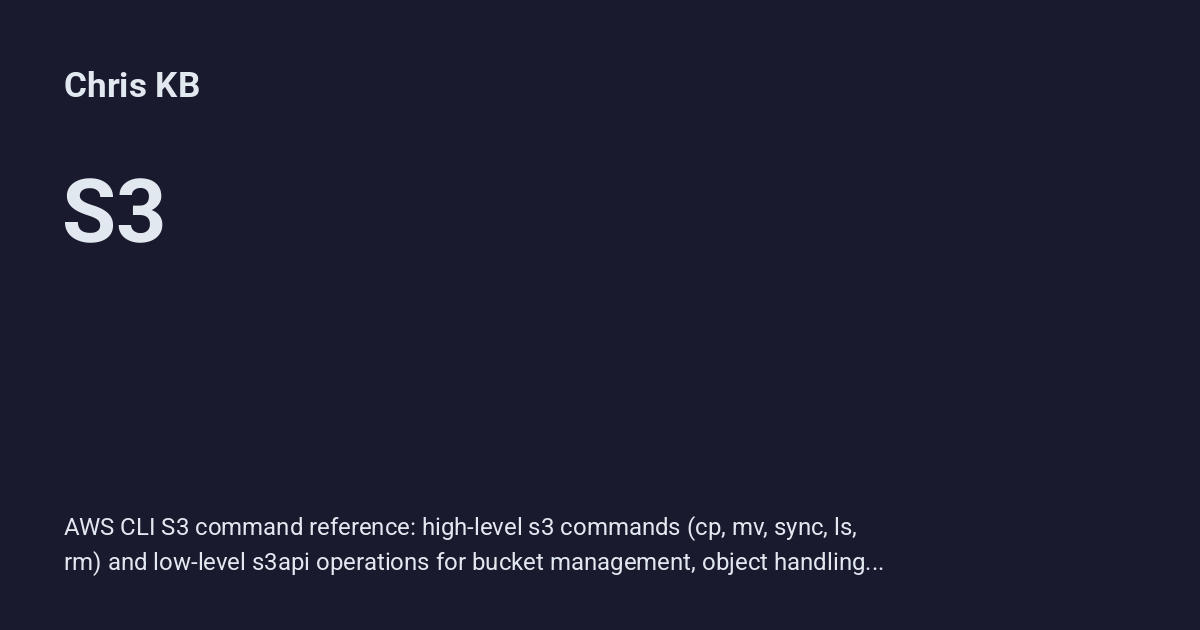 Chris KB
S3
AWS CLI S3 command reference: high-level s3 commands (cp, mv, sync, ls,
rm) and low-level s3api operations for bucket management, object handling...